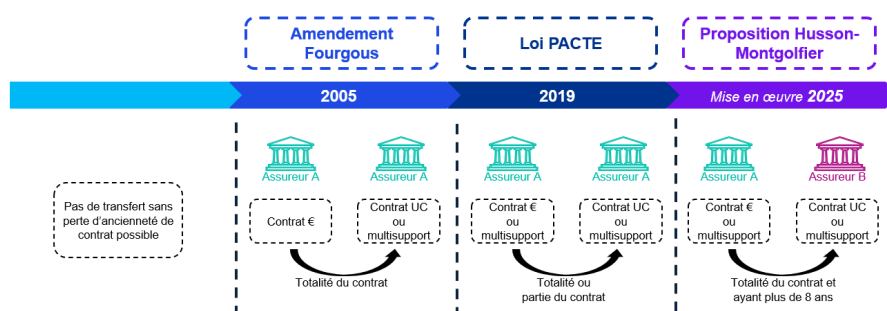 Amendement
Fourgous
Loi PACTE
Proposition Husson-
Montgolfier
2005
2019
Mise en œuvre 2025
Pas de transfert sans
perte d'ancienneté de
contrat possible
Assureur A
Assureur A
Contrat €
Contrat UC
ou
multisupport
Totalité du contrat
Assureur A
Assureur A
Contrat €
ou
multisupport
Contrat UC
ou
multisupport
Totalité ou
partie du contrat
Assureur A
Assureur B
Contrat €
ou
multisupport
Contrat UC
ou
multisupport
Totalité du contrat et
ayant plus de 8 ans